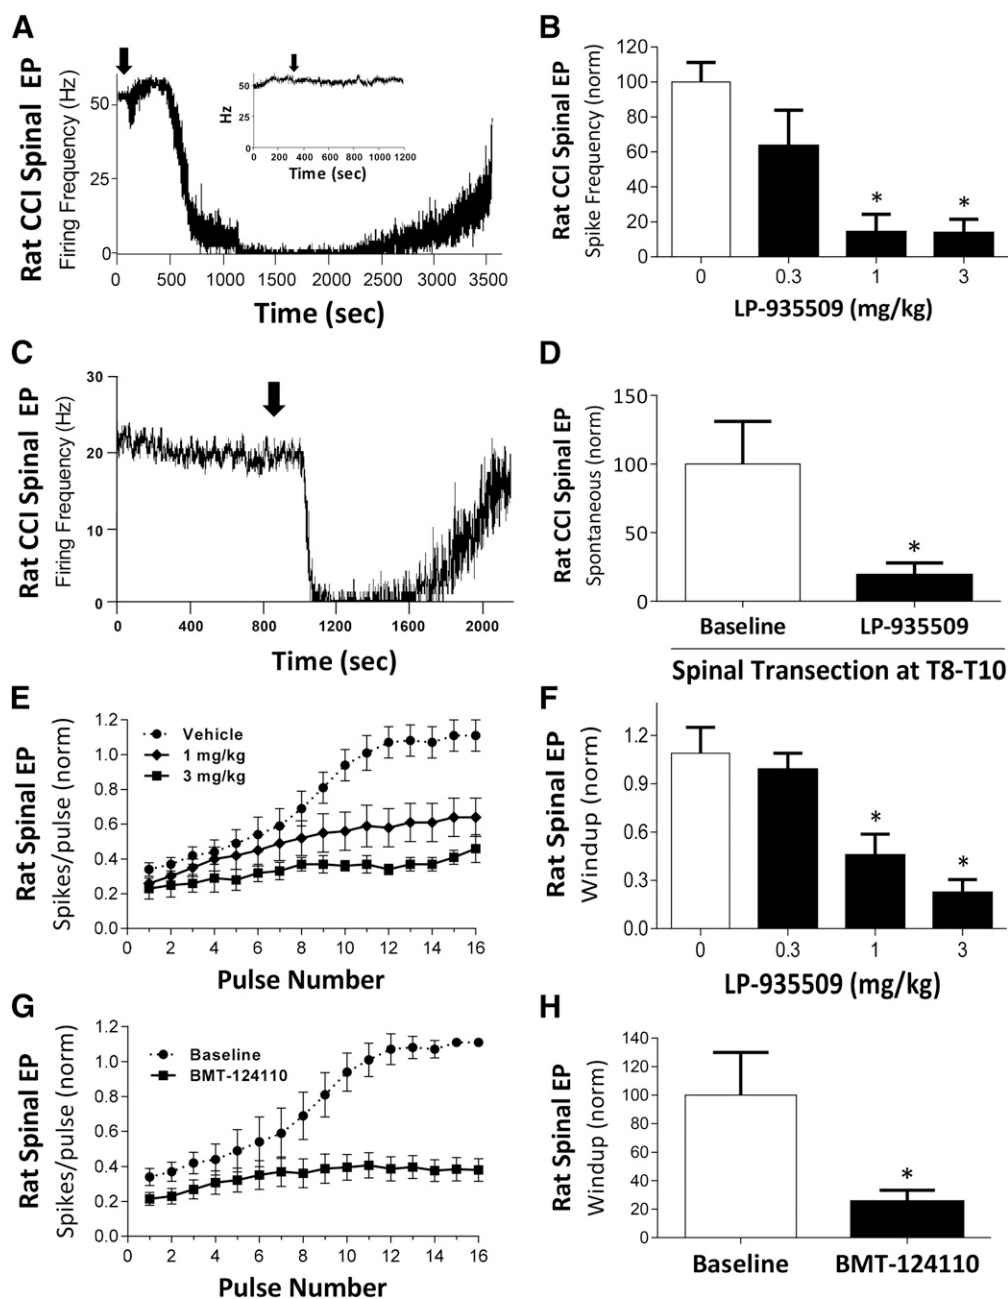 A
Rat CCI Spinal EP
Firing Frequency (Hz)
50
25
0
0 500 1000 1500 2000 2500 3000 3500
Time (sec)
Hz
50
25
0
0 200 400 600 800 1000 1200
Time (sec)
B
Rat CCI Spinal EP
Spike Frequency (norm)
120
100
80
60
40
20
0
* *
0 0.3 1 3
LP-935509 (mg/kg)
C
Rat CCI Spinal EP
Firing Frequency (Hz)
30
20
10
0
0 400 800 1200 1600 2000
Time (sec)
D
Rat CCI Spinal EP
Spontaneous (norm)
150
100
50
0
*
Baseline LP-935509
Spinal Transection at T8-T10
E
Rat Spinal EP
Spikes/pulse (norm)
1.2
1.0
0.8
0.6
0.4
0.2
0.0
Vehicle
1 mg/kg
3 mg/kg
0 2 4 6 8 10 12 14 16
Pulse Number
F
Rat Spinal EP
Windup (norm)
1.2
0.9
0.6
0.3
0.0
* *
0 0.3 1 3
LP-935509 (mg/kg)
G
Rat Spinal EP
Spikes/pulse (norm)
1.2
1.0
0.8
0.6
0.4
0.2
0.0
Baseline
BMT-124110
0 2 4 6 8 10 12 14 16
Pulse Number
H
Rat Spinal EP
Windup (norm)
140
120
100
80
60
40
20
0
*
Baseline BMT-124110